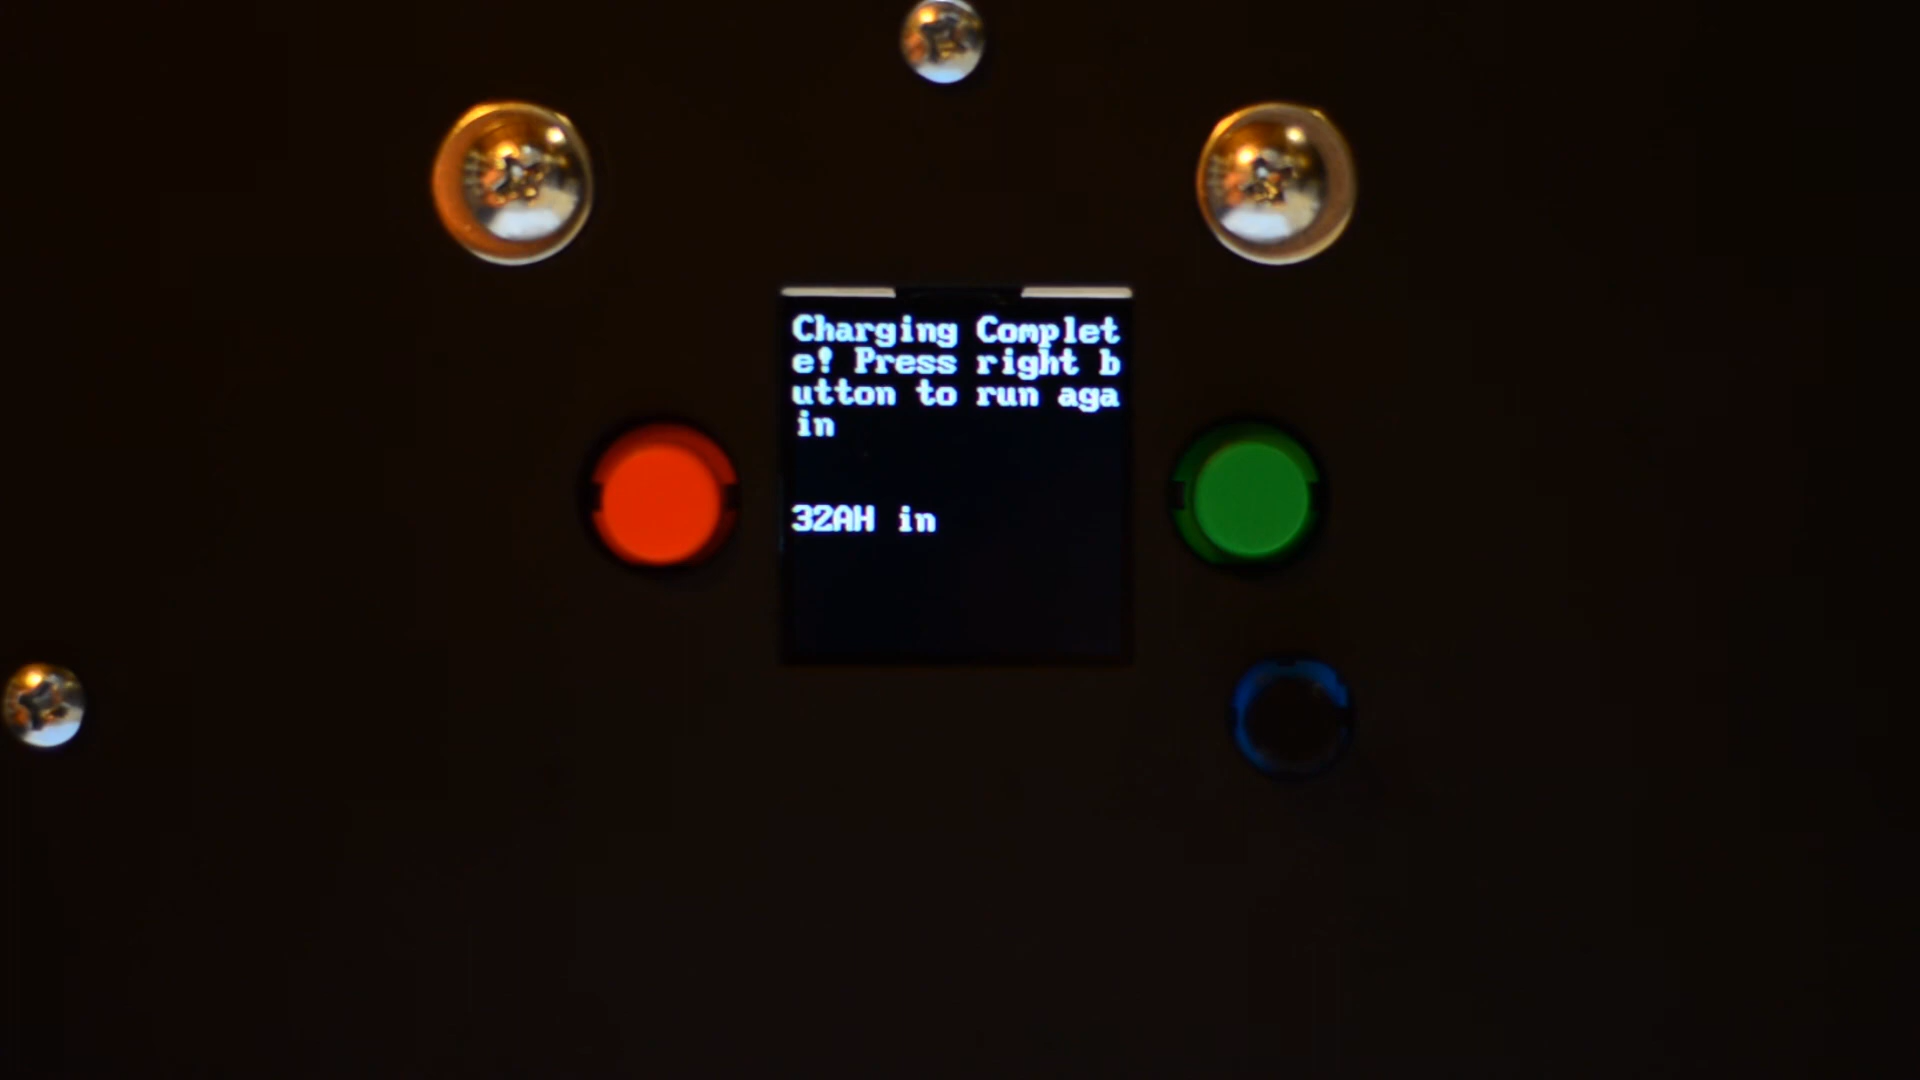 Charging Complet
e! Press right b
utton to run aga
in
32AH in